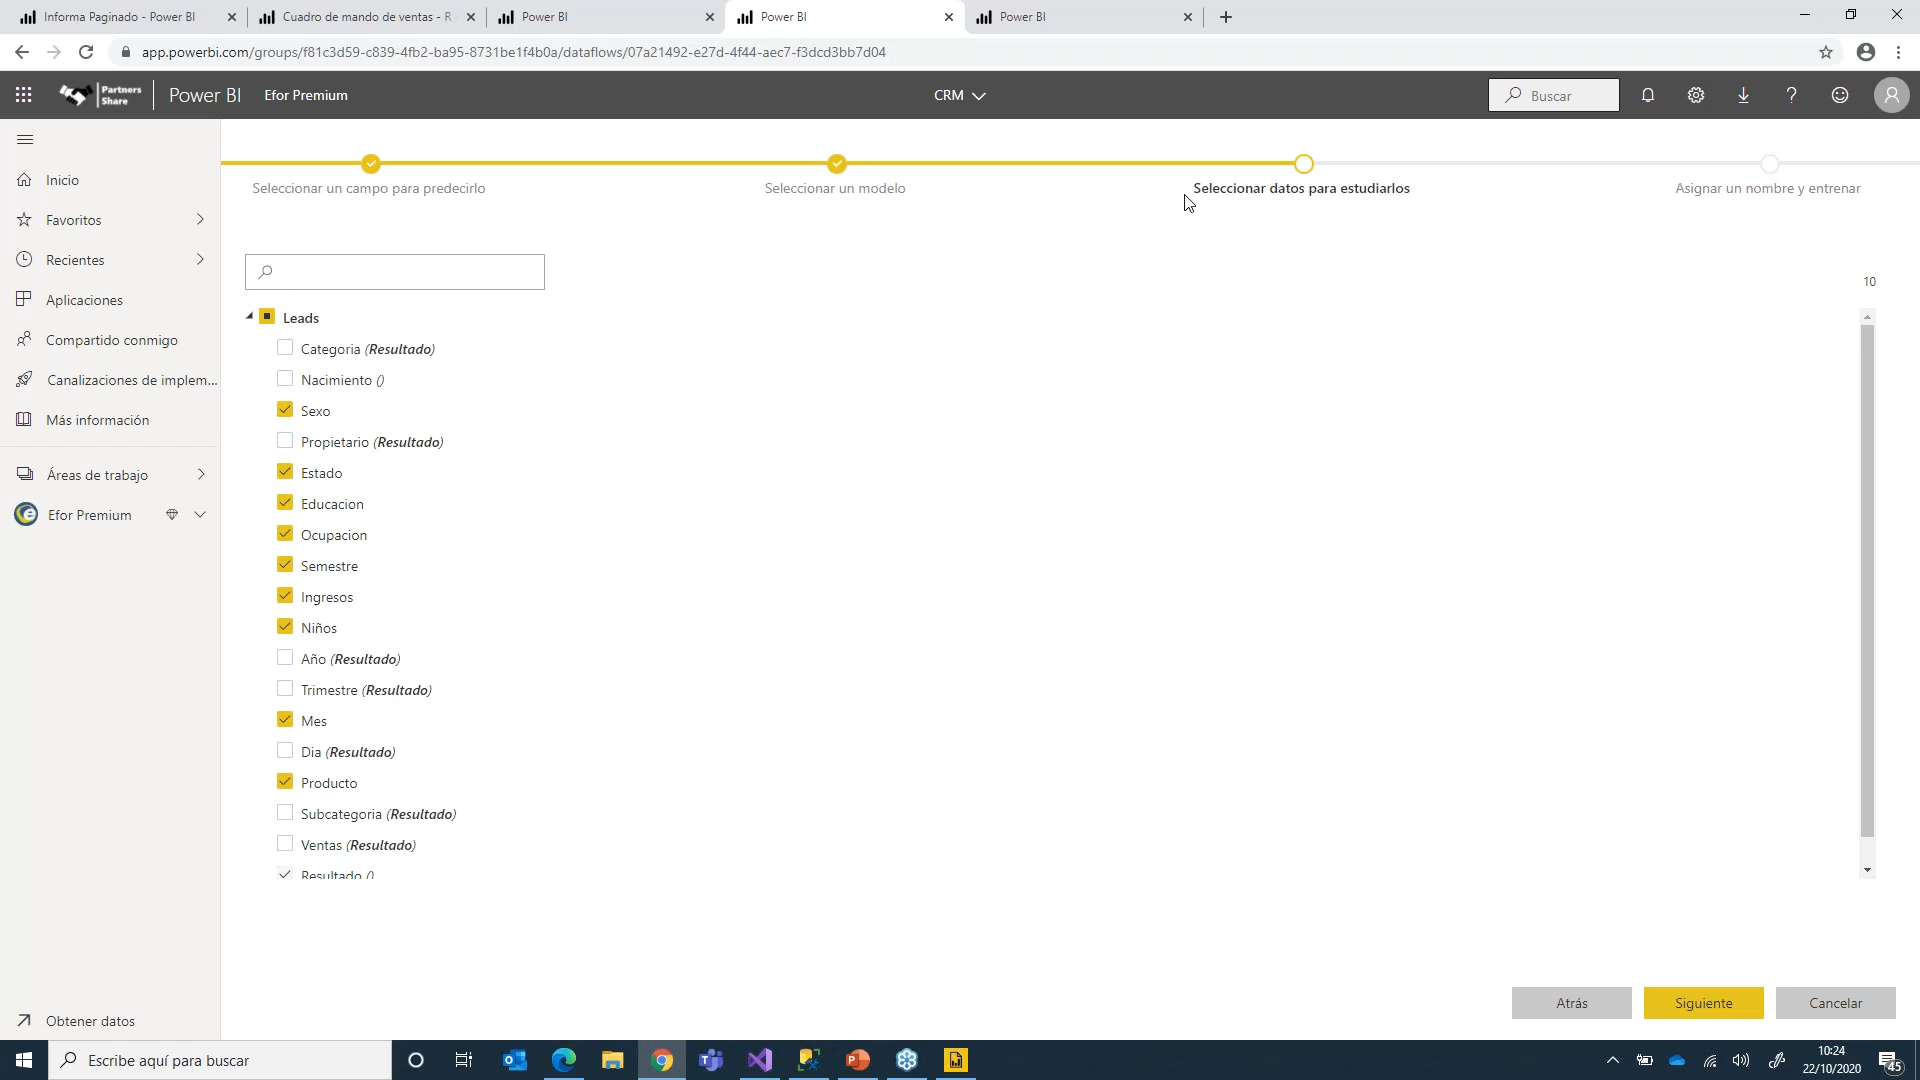 Informa Paginado - Power BI
Cuadro de mando de ventas - R
Power BI
Power BI
Power BI
app.powerbi.com/groups/f81c3d59-c839-4fb2-ba95-8731be1f4b0a/dataflows/07a21492-e27d-4f44-aec7-f3dcd3bb7d04
Partners
Share
Power BI
Efor Premium
CRM
Buscar
Inicio
Favoritos
Recientes
Aplicaciones
Compartido conmigo
Canalizaciones de implem...
Más información
Áreas de trabajo
Efor Premium
Obtener datos
Seleccionar un campo para predecirlo
Seleccionar un modelo
Seleccionar datos para estudiarlos
Asignar un nombre y entrenar
10
Leads
Categoria (Resultado)
Nacimiento ()
Sexo
Propietario (Resultado)
Estado
Educacion
Ocupacion
Semestre
Ingresos
Niños
Año (Resultado)
Trimestre (Resultado)
Mes
Dia (Resultado)
Producto
Subcategoria (Resultado)
Ventas (Resultado)
Resultado ()
Atrás
Siguiente
Cancelar
Escribe aquí para buscar
10:24
22/10/2020
45